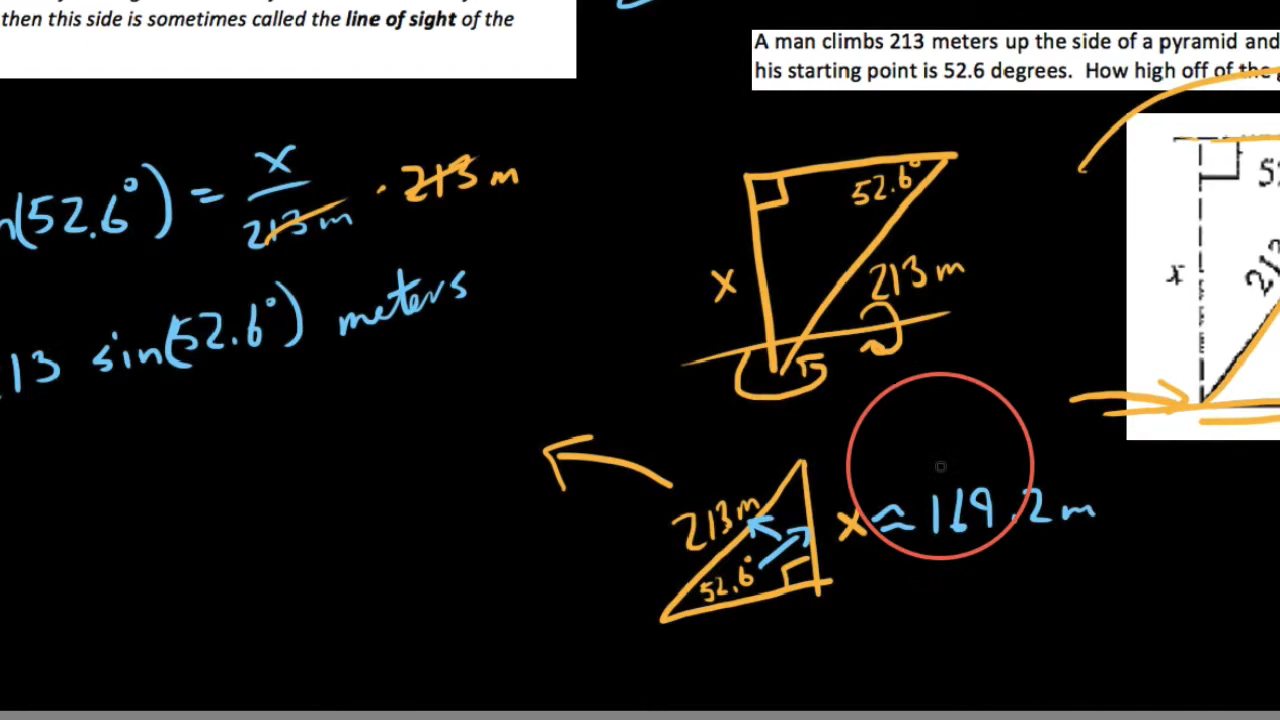 then this side is sometimes called the line of sight of the
A man climbs 213 meters up the side of a pyramid and
his starting point is 52.6 degrees. How high off of the
n(52.6°) = x / 213 m · 213 m
13 sin(52.6°) meters
52.6°
x
213 m
213 m
52.6°
x ≈ 169.2 m
x
213
52